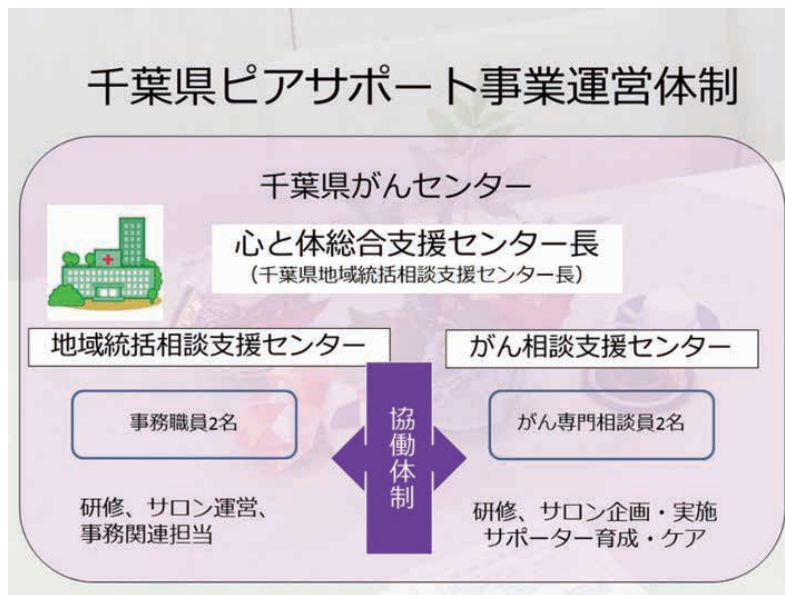 千葉県ピアサポート事業運営体制
千葉県がんセンター
心と体総合支援センター長
（千葉県地域統括相談支援センター長）
地域統括相談支援センター
がん相談支援センター
事務職員2名
協働体制
がん専門相談員2名
研修、サロン運営、
事務関連担当
研修、サロン企画・実施
サポーター育成・ケア